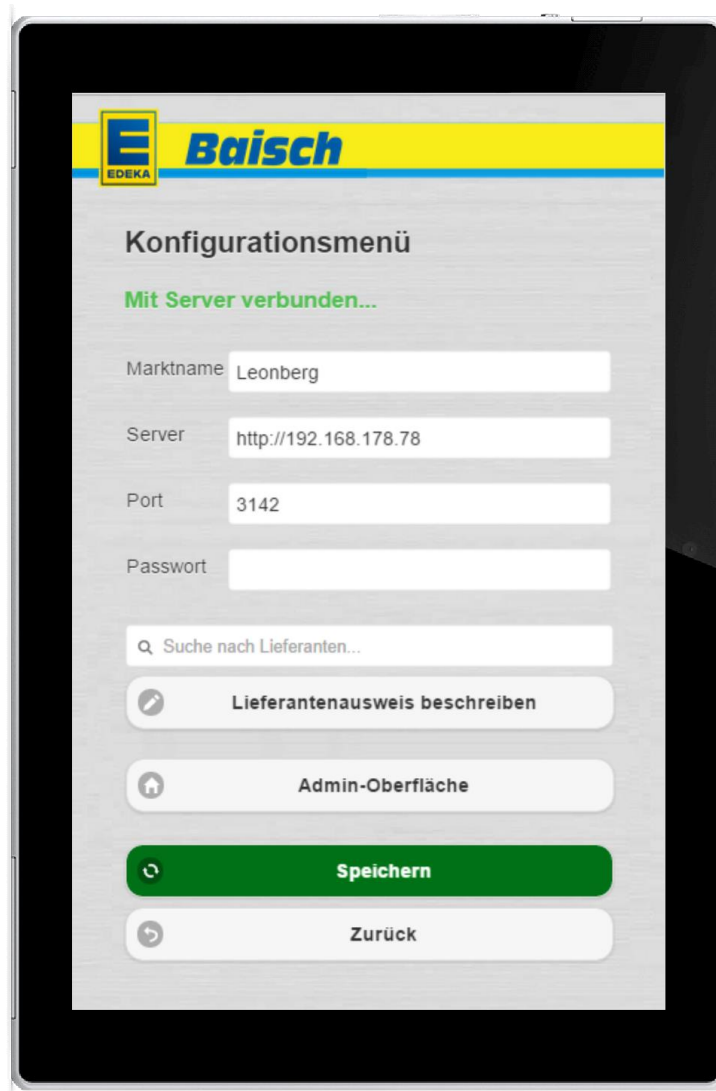 EDEKA
Baisch
Konfigurationsmenü
Mit Server verbunden...
Marktname Leonberg
Server http://192.168.178.78
Port 3142
Passwort
Suche nach Lieferanten...
Lieferantenausweis beschreiben
Admin-Oberfläche
Speichern
Zurück